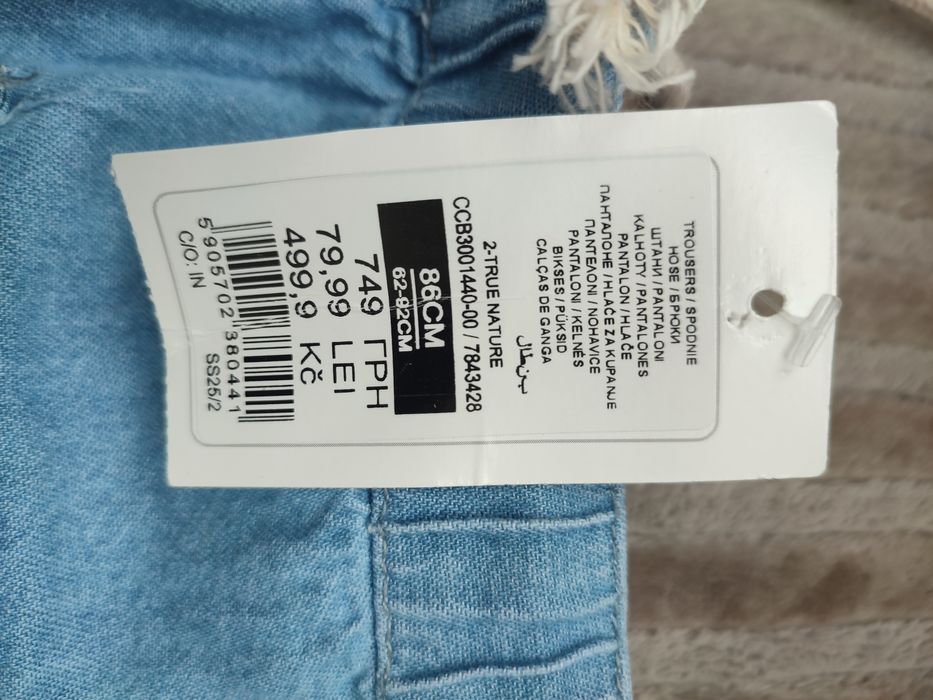 TROUSERS / SPODNIE
HOSE / БРЮКИ
ШТАНИ / PANTALONI
KALHOTY / PANTALONES
PANTALON / HLAČE
ПАНТАЛОНЕ / HLAČE ZA KUPANJE
ΠΑΝΤΕΛΟΝΙ / NOHAVICE
PANTALONI / KELNĖS
BIKSES / PÜKSID
CALÇAS DE GANGA
بنطال
2-TRUE NATURE
CCB3001440-00 / 7843428
86CM
62-92CM
749 ГРН
79,99 LEI
499,9 KČ
5 905702 380441
C/O: IN SS25/2